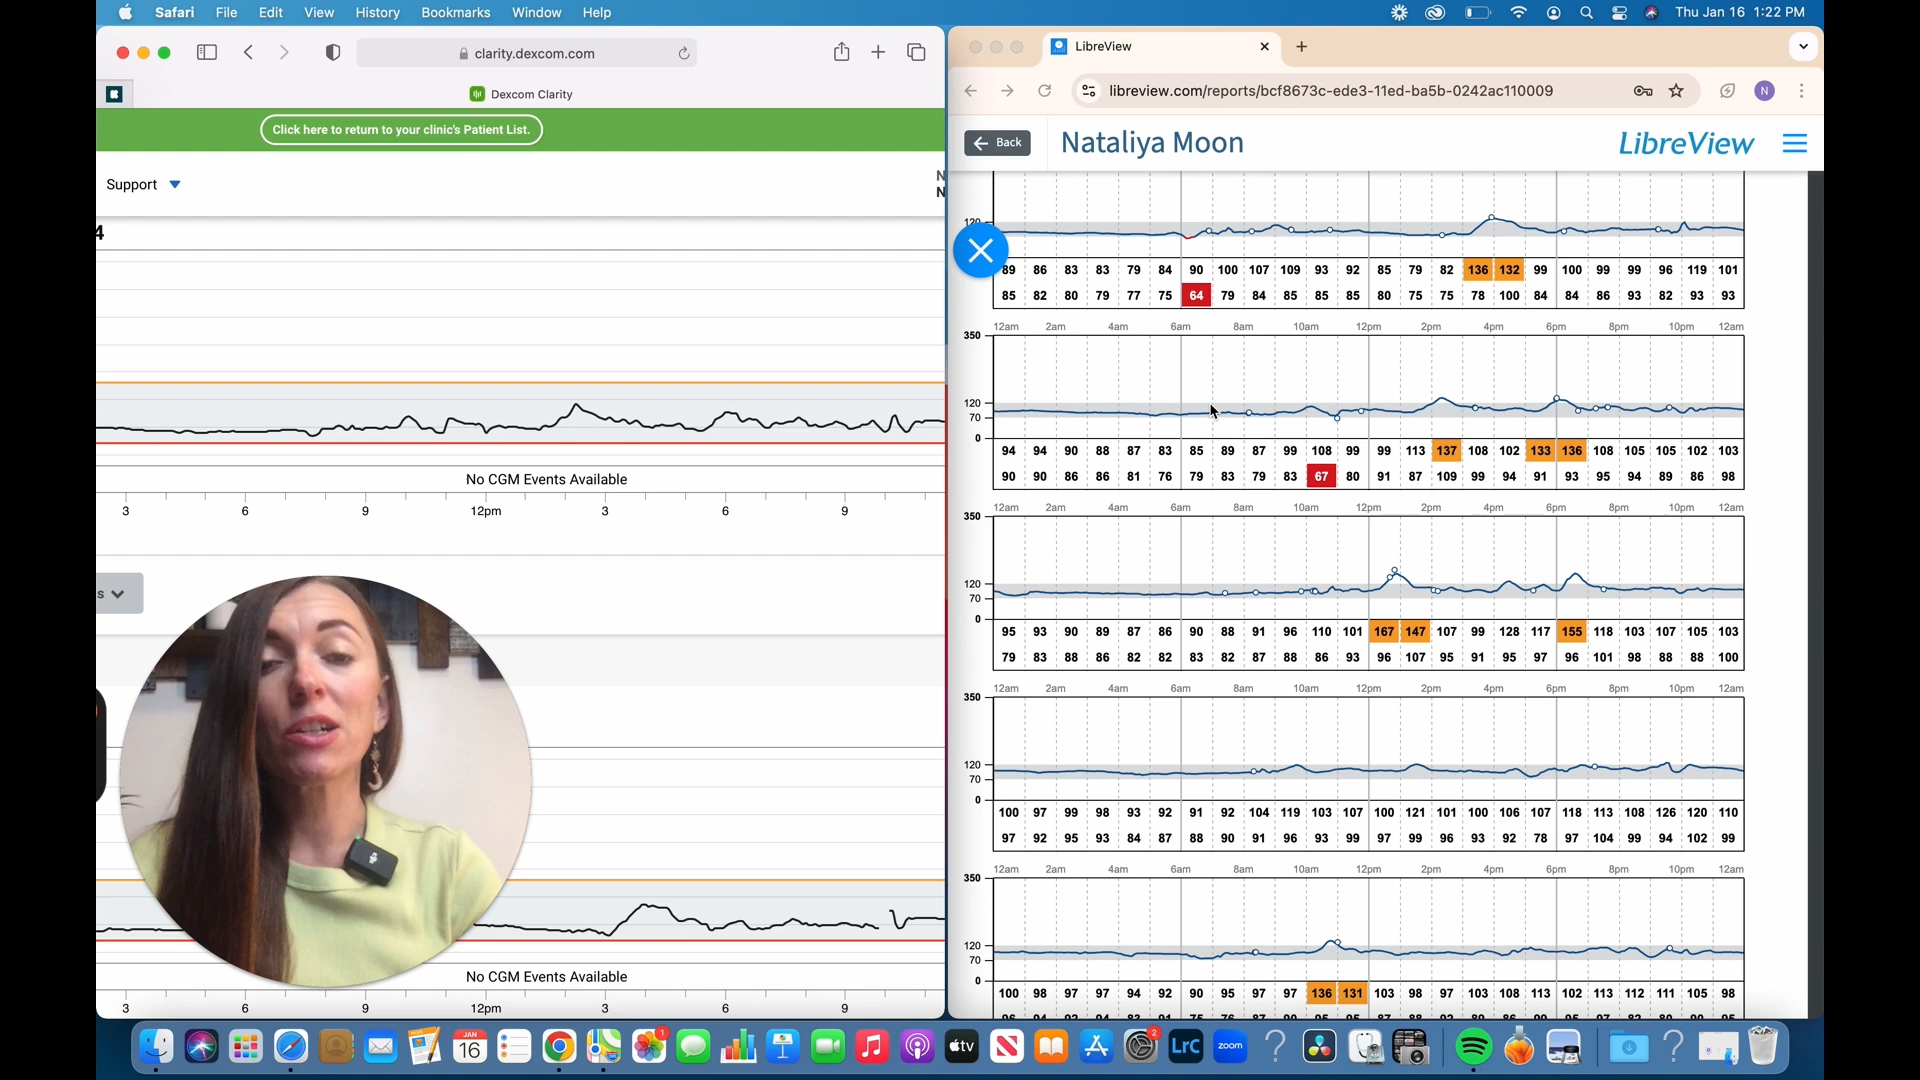 Safari File Edit View History Bookmarks Window Help Thu Jan 16 1:22 PM
clarity.dexcom.com
Dexcom Clarity
Click here to return to your clinic's Patient List.
Support
N
N
4
No CGM Events Available
3 6 9 12pm 3 6 9
s
No CGM Events Available
3 6 9 12pm 3 6 9
LibreView
libreview.com/reports/bcf8673c-ede3-11ed-ba5b-0242ac110009
N
Back
Nataliya Moon
LibreView
120
89 86 83 83 79 84 90 100 107 109 93 92 85 79 82 136 132 99 100 99 99 96 119 101
85 82 80 79 77 75 64 79 84 85 85 85 80 75 75 78 100 84 84 86 93 82 93 93
12am 2am 4am 6am 8am 10am 12pm 2pm 4pm 6pm 8pm 10pm 12am
350
120
70
0
94 94 90 88 87 83 85 89 87 99 108 99 99 113 137 108 102 133 136 108 105 105 102 103
90 90 86 86 81 76 79 83 79 83 67 80 91 87 109 99 94 91 93 95 94 89 86 98
12am 2am 4am 6am 8am 10am 12pm 2pm 4pm 6pm 8pm 10pm 12am
350
120
70
0
95 93 90 89 87 86 90 88 91 96 110 101 167 147 107 99 128 117 155 118 103 107 105 103
79 83 88 86 82 82 83 82 87 88 86 93 96 107 95 91 95 97 96 101 98 88 88 100
12am 2am 4am 6am 8am 10am 12pm 2pm 4pm 6pm 8pm 10pm 12am
350
120
70
0
100 97 99 98 93 92 91 92 104 119 103 107 100 121 101 100 106 107 118 113 108 126 120 110
97 92 95 93 84 87 88 90 91 96 93 99 97 99 96 93 92 78 97 104 99 94 102 99
12am 2am 4am 6am 8am 10am 12pm 2pm 4pm 6pm 8pm 10pm 12am
350
120
70
0
100 98 97 97 94 92 90 95 97 97 136 131 103 98 97 103 108 113 102 113 112 111 105 98
JAN
16
1
tv
2
LrC
zoom